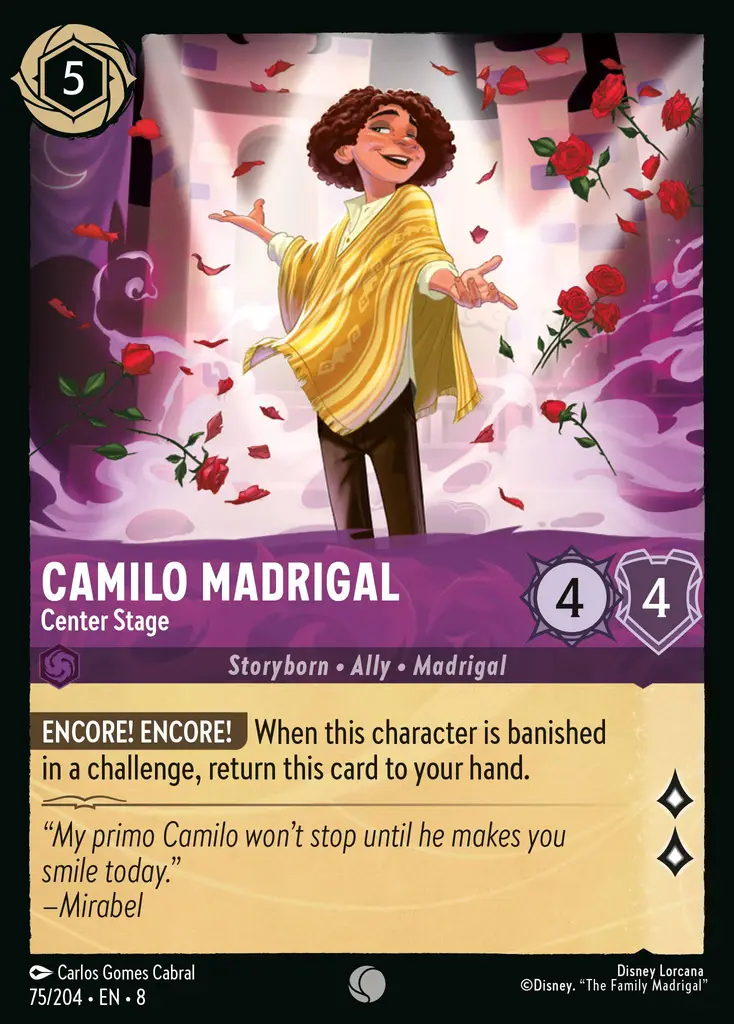 5
CAMILO MADRIGAL
Center Stage
4
4
Storyborn • Ally • Madrigal
ENCORE! ENCORE! When this character is banished
in a challenge, return this card to your hand.
“My primo Camilo won’t stop until he makes you
smile today.”
–Mirabel
Carlos Gomes Cabral
75/204 • EN • 8
Disney Lorcana
©Disney. “The Family Madrigal”